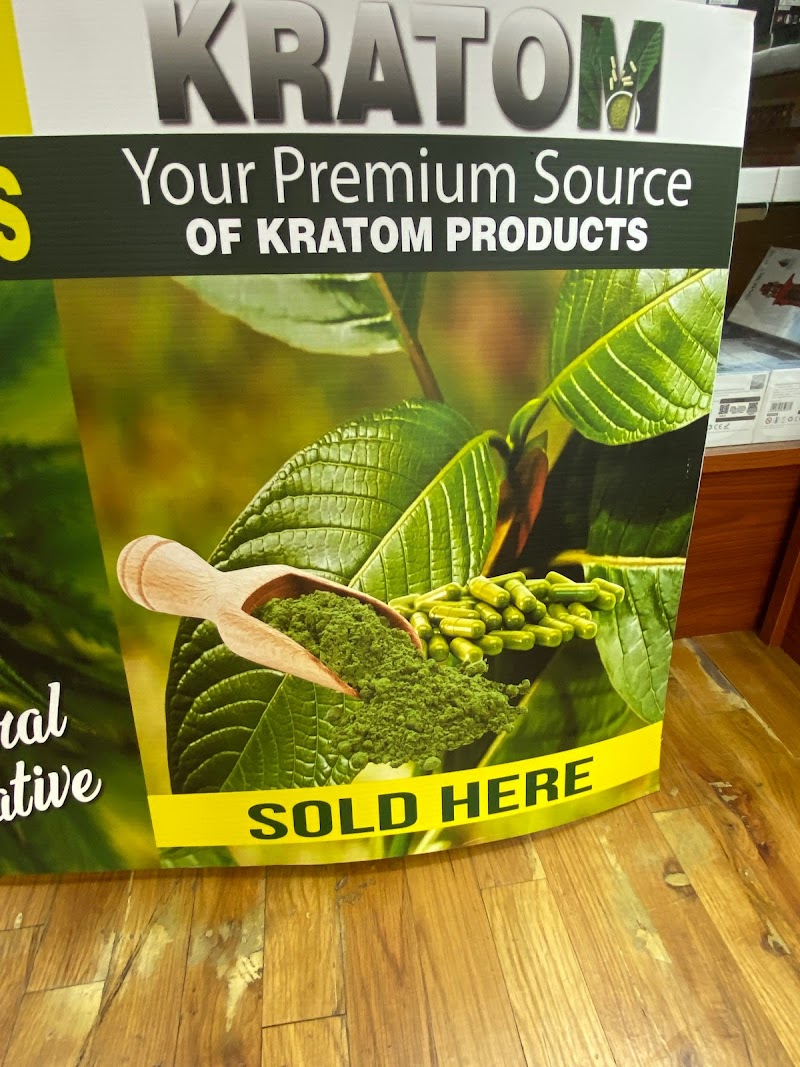 KRATOM
Your Premium Source
OF KRATOM PRODUCTS
SOLD HERE